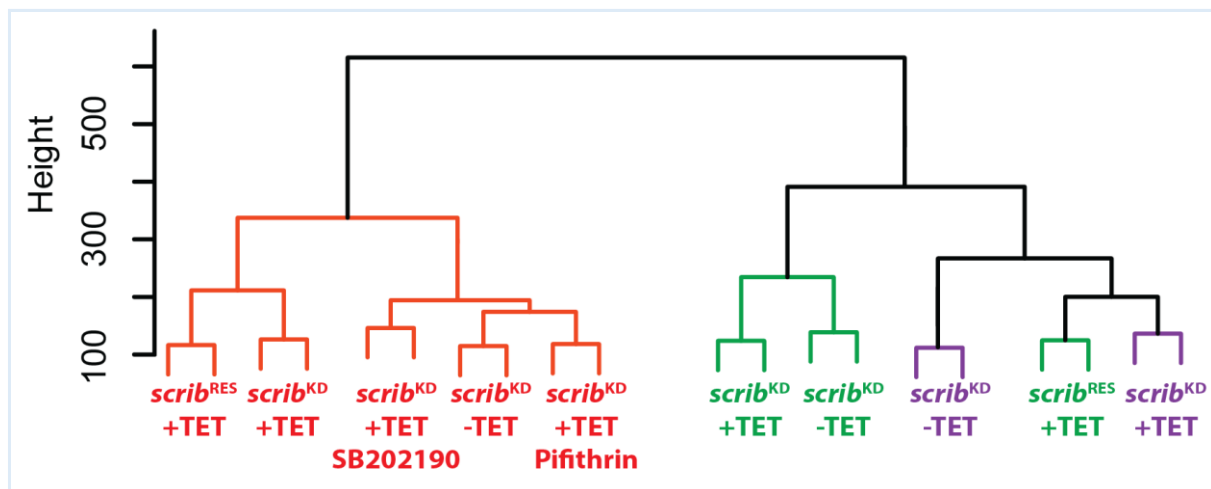 Height
500
300
100
scribRES scribKD scribKD scribKD scribKD scribKD scribKD scribKD scribRES scribKD
+TET +TET +TET -TET +TET +TET -TET -TET +TET +TET
SB202190 Pifithrin